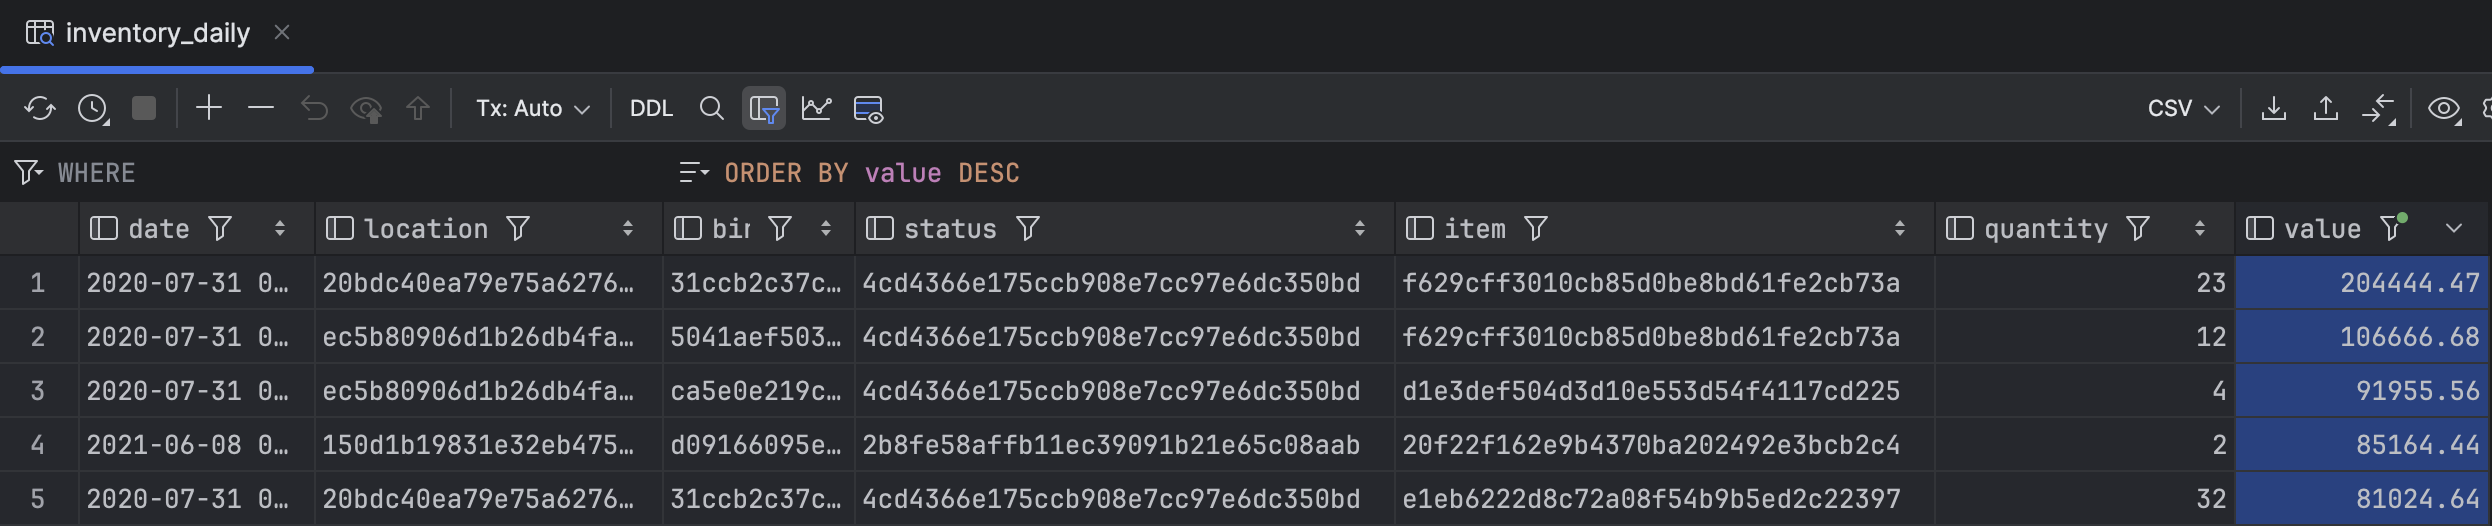 inventory_daily
Tx: Auto DDL CSV
WHERE ORDER BY value DESC
date location bin status item quantity value
1 2020-07-31 0… 20bdc40ea79e75a6276… 31ccb2c37c… 4cd4366e175ccb908e7cc97e6dc350bd f629cff3010cb85d0be8bd61fe2cb73a 23 204444.47
2 2020-07-31 0… ec5b80906d1b26db4fa… 5041aef503… 4cd4366e175ccb908e7cc97e6dc350bd f629cff3010cb85d0be8bd61fe2cb73a 12 106666.68
3 2020-07-31 0… ec5b80906d1b26db4fa… ca5e0e219c… 4cd4366e175ccb908e7cc97e6dc350bd d1e3def504d3d10e553d54f4117cd225 4 91955.56
4 2021-06-08 0… 150d1b19831e32eb475… d09166095e… 2b8fe58affb11ec39091b21e65c08aab 20f22f162e9b4370ba202492e3bcb2c4 2 85164.44
5 2020-07-31 0… 20bdc40ea79e75a6276… 31ccb2c37c… 4cd4366e175ccb908e7cc97e6dc350bd e1eb6222d8c72a08f54b9b5ed2c22397 32 81024.64